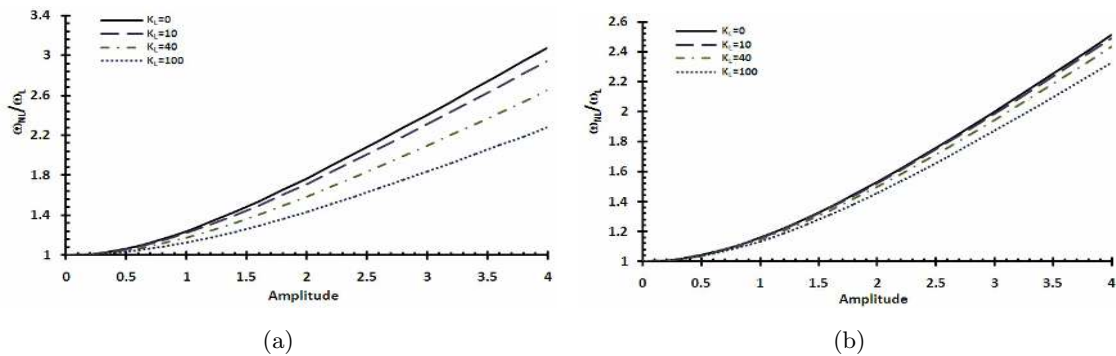 3.4
3
2.6
2.2
1.8
1.4
1
ω_NL/ω_L
K_L=0
K_L=10
K_L=40
K_L=100
0 0.5 1 1.5 2 2.5 3 3.5 4
Amplitude
(a)
2.6
2.4
2.2
2
1.8
1.6
1.4
1.2
1
ω_NL/ω_L
K_L=0
K_L=10
K_L=40
K_L=100
0 0.5 1 1.5 2 2.5 3 3.5 4
Amplitude
(b)